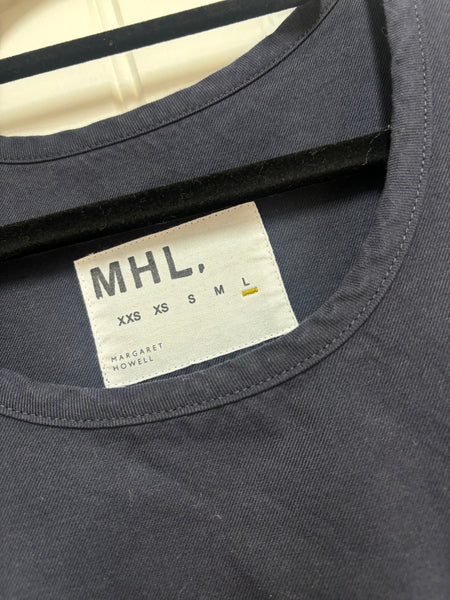 MHL.
XXS XS S M L
MARGARET
HOWELL